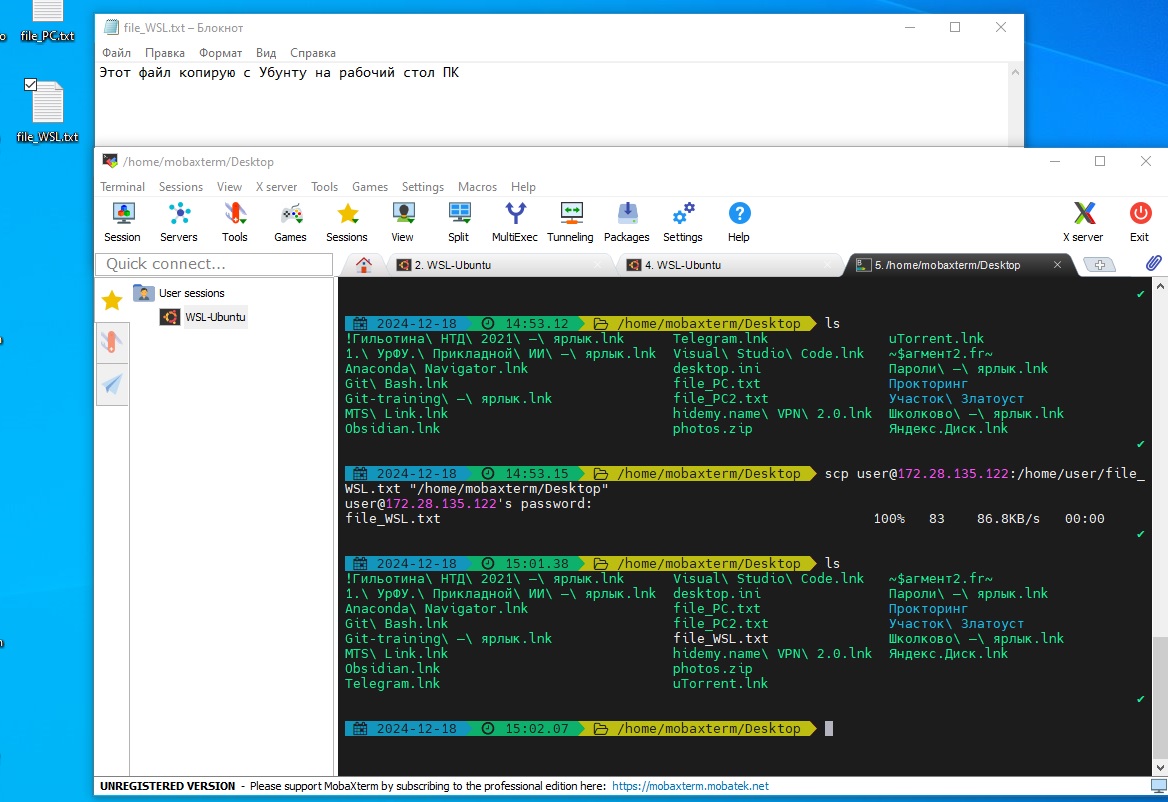 file_PC.txt
file_WSL.txt
file_WSL.txt – Блокнот
Файл Правка Формат Вид Справка
Этот файл копирую с Убунту на рабочий стол ПК
/home/mobaxterm/Desktop
Terminal Sessions View X server Tools Games Settings Macros Help
Session Servers Tools Games Sessions View Split MultiExec Tunneling Packages Settings Help X server Exit
Quick connect...
2. WSL-Ubuntu
4. WSL-Ubuntu
5. /home/mobaxterm/Desktop
User sessions
WSL-Ubuntu
2024-12-18 14:53.12 /home/mobaxterm/Desktop ls
!Гильотина\ НТД\ 2021\ —\ ярлык.lnk Telegram.lnk uTorrent.lnk
1.\ УрФУ.\ Прикладной\ ИИ\ —\ ярлык.lnk Visual\ Studio\ Code.lnk ~$агмент2.fr~
Anaconda\ Navigator.lnk desktop.ini Пароли\ —\ ярлык.lnk
Git\ Bash.lnk file_PC.txt Прокторинг
Git-training\ —\ ярлык.lnk file_PC2.txt Участок\ Златоуст
MTS\ Link.lnk hidemy.name\ VPN\ 2.0.lnk Школково\ —\ ярлык.lnk
Obsidian.lnk photos.zip Яндекс.Диск.lnk
2024-12-18 14:53.15 /home/mobaxterm/Desktop scp user@172.28.135.122:/home/user/file_
WSL.txt "/home/mobaxterm/Desktop"
user@172.28.135.122's password:
file_WSL.txt 100% 83 86.8KB/s 00:00
2024-12-18 15:01.38 /home/mobaxterm/Desktop ls
!Гильотина\ НТД\ 2021\ —\ ярлык.lnk Visual\ Studio\ Code.lnk ~$агмент2.fr~
1.\ УрФУ.\ Прикладной\ ИИ\ —\ ярлык.lnk desktop.ini Пароли\ —\ ярлык.lnk
Anaconda\ Navigator.lnk file_PC.txt Прокторинг
Git\ Bash.lnk file_PC2.txt Участок\ Златоуст
Git-training\ —\ ярлык.lnk file_WSL.txt Школково\ —\ ярлык.lnk
MTS\ Link.lnk hidemy.name\ VPN\ 2.0.lnk Яндекс.Диск.lnk
Obsidian.lnk photos.zip
Telegram.lnk uTorrent.lnk
2024-12-18 15:02.07 /home/mobaxterm/Desktop
UNREGISTERED VERSION - Please support MobaXterm by subscribing to the professional edition here: https://mobaxterm.mobatek.net